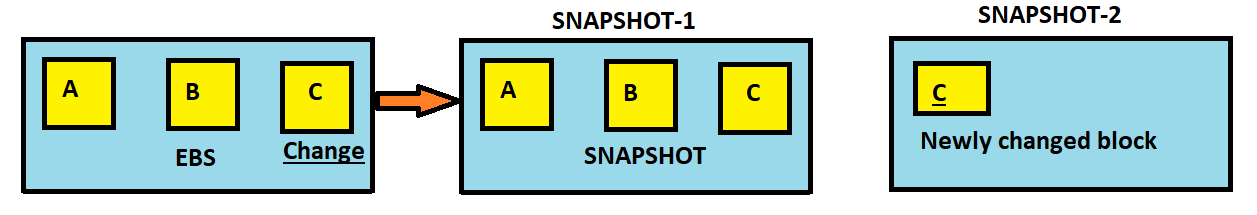 SNAPSHOT-1
SNAPSHOT-2
A B C
EBS Change
A B C
SNAPSHOT
C
Newly changed block